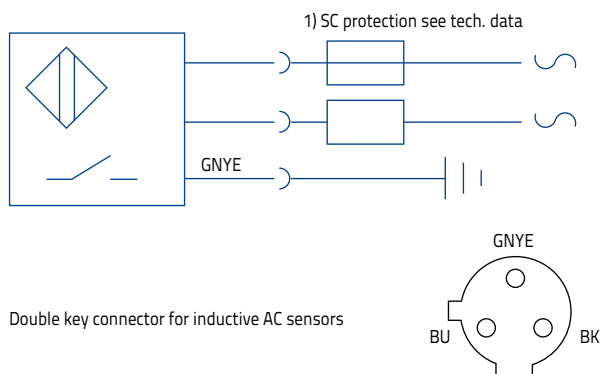 1) SC protection see tech. data
GNYE
GNYE
Double key connector for inductive AC sensors
BU
BK